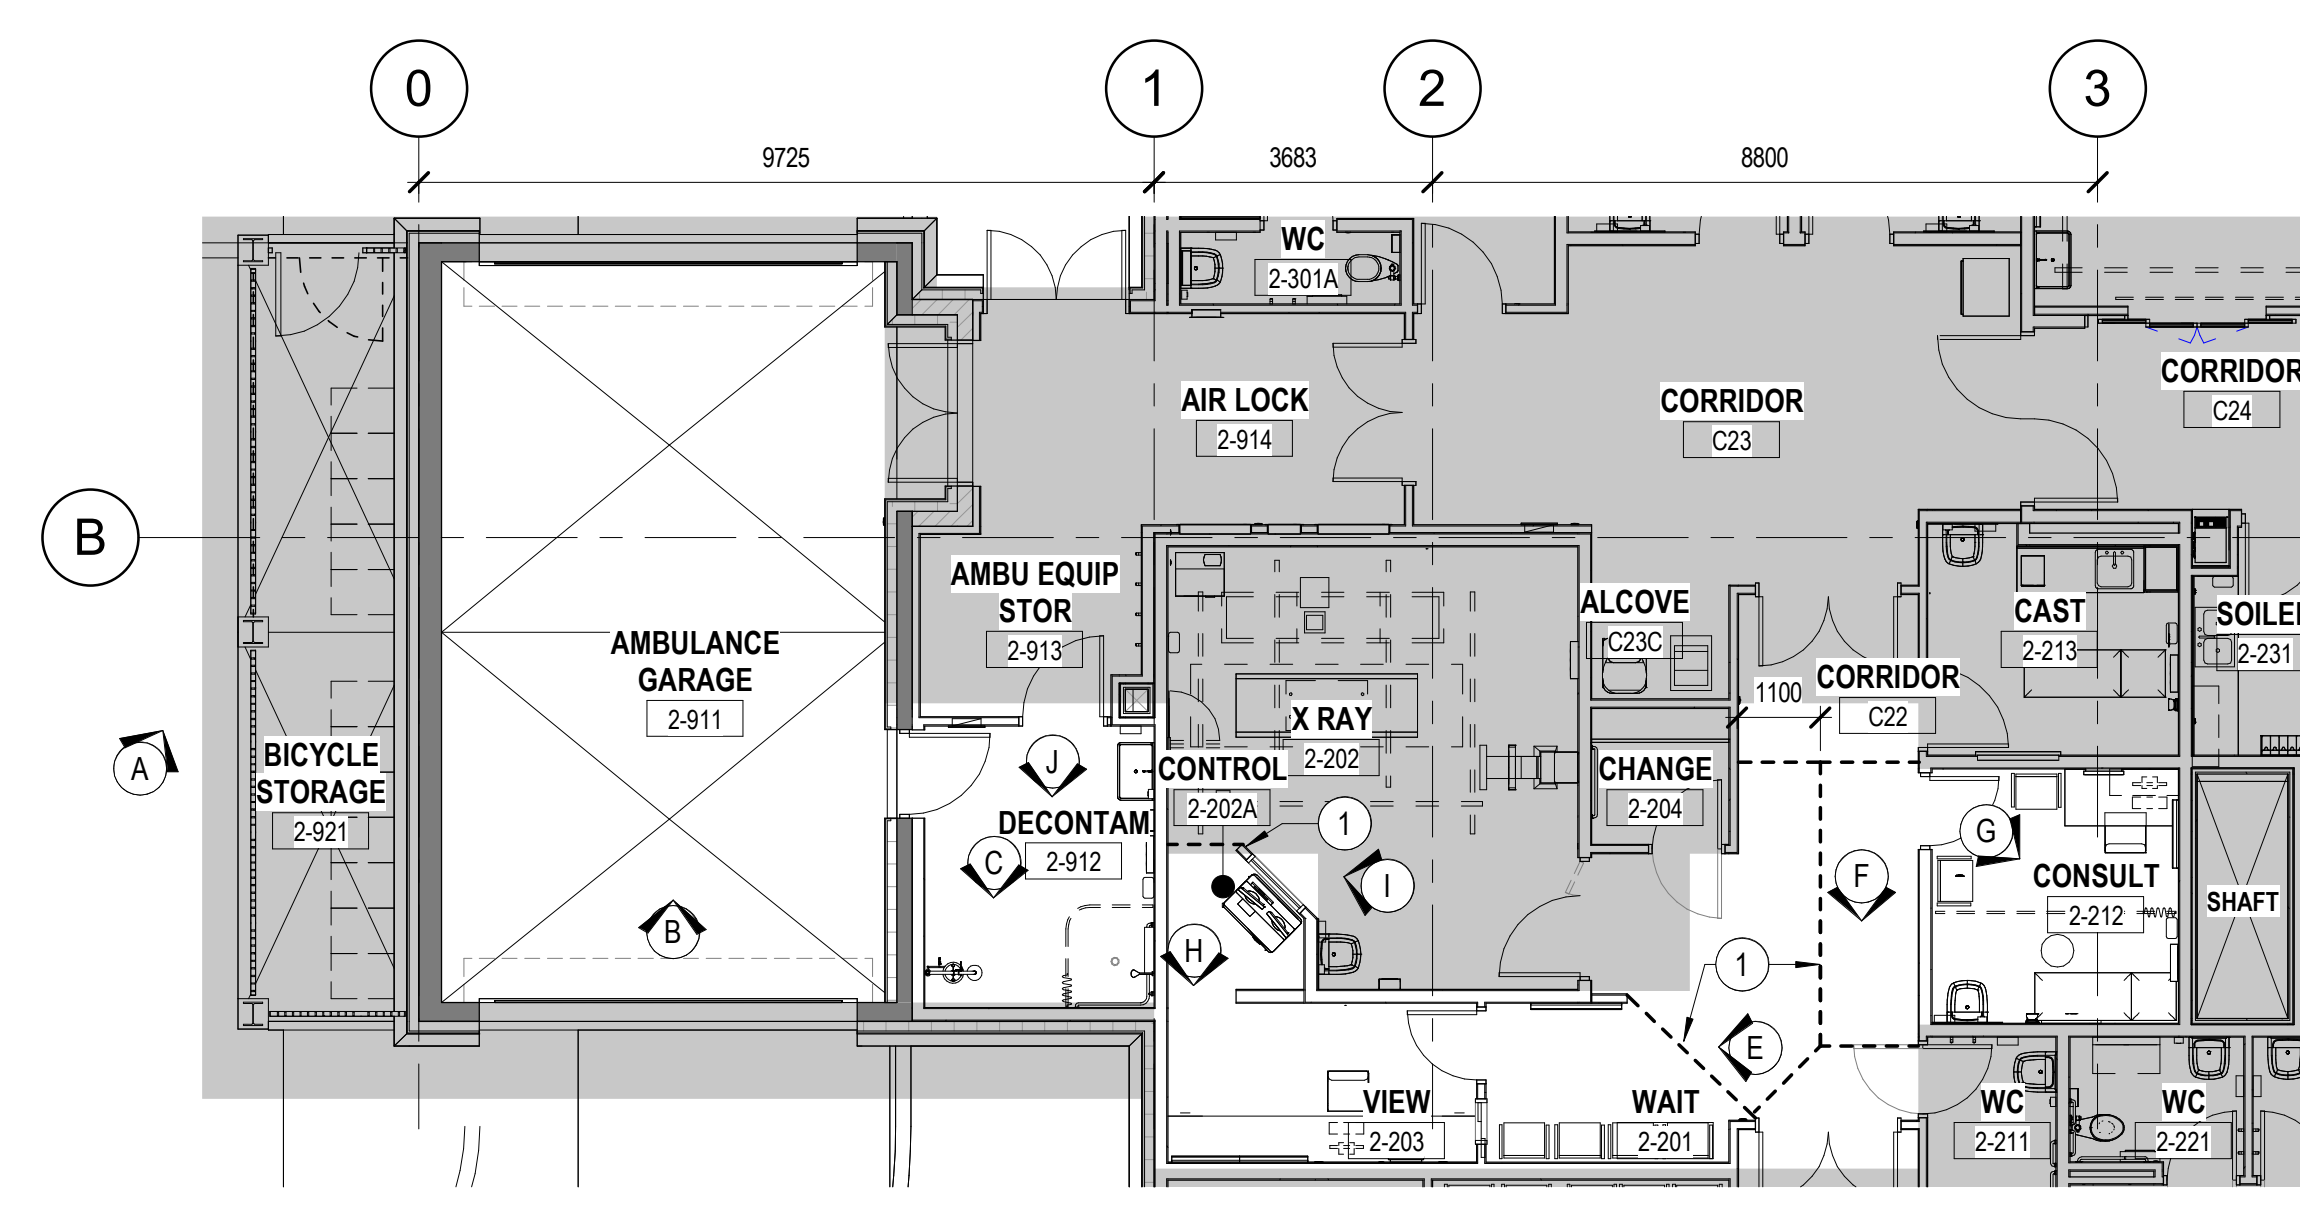 0
1
2
3
9725
3683
8800
WC
2-301A
AIR LOCK
2-914
CORRIDOR
C23
CORRIDOR
C24
B
AMBU EQUIP
STOR
2-913
ALCOVE
C23C
CAST
2-213
SOILE
2-231
AMBULANCE
GARAGE
2-911
1100
CORRIDOR
C22
X RAY
2-202
BICYCLE
STORAGE
2-921
A
J
CONTROL
2-202A
CHANGE
2-204
DECONTAM
2-912
C
1
G
I
F
CONSULT
2-212
SHAFT
B
H
1
E
VIEW
2-203
WAIT
2-201
WC
2-211
WC
2-221